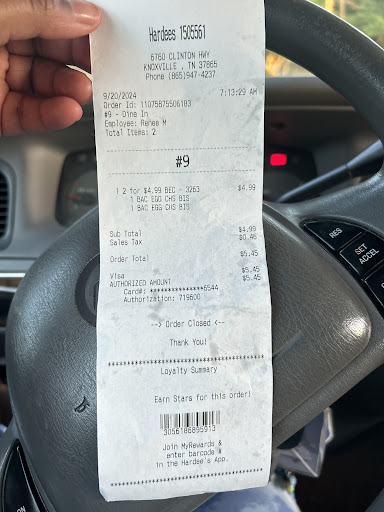 Hardees 1505561
6760 CLINTON HWY
KNOXVILLE , TN 37865
Phone (865)947-4237
9/20/2024 7:13:29 AM
Order Id: 11075875506183
#9 - Dine In
Employee: Renee M
Total Items: 2
#9
1 2 for $4.99 BEC - 3263 $4.99
1 BAC EGG CHS BIS
1 BAC EGG CHS BIS
Sub Total $4.99
Sales Tax $0.46
Order Total $5.45
Visa $5.45
AUTHORIZED AMOUNT $5.45
Card#: ***************6544
Authorization: 719600
--> Order Closed <--
Thank You!
****************************************
Loyalty Summary
Earn Stars for this order!
3056186895913
Join MyRewards &
enter barcode #
in the Hardee's App.
****************************************
RES
SET
ACCEL
ON